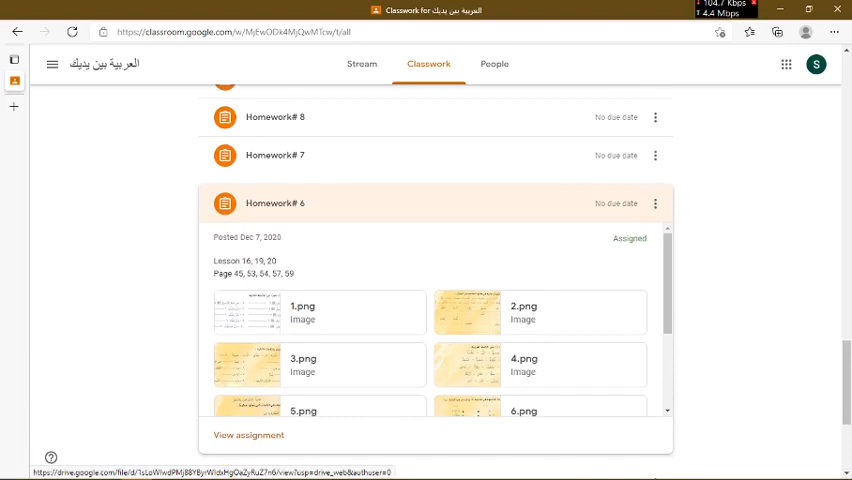 104.7 Kbps
4.4 Mbps
Classwork for العربية بين يديك
https://classroom.google.com/w/MjEwODk4MjQwMTcw/t/all
العربية بين يديك
Stream
Classwork
People
S
Homework# 8
No due date
Homework# 7
No due date
Homework# 6
No due date
Posted Dec 7, 2020
Assigned
Lesson 16, 19, 20
Page 45, 53, 54, 57, 59
1.png
Image
2.png
Image
3.png
Image
4.png
Image
5.png
6.png
View assignment